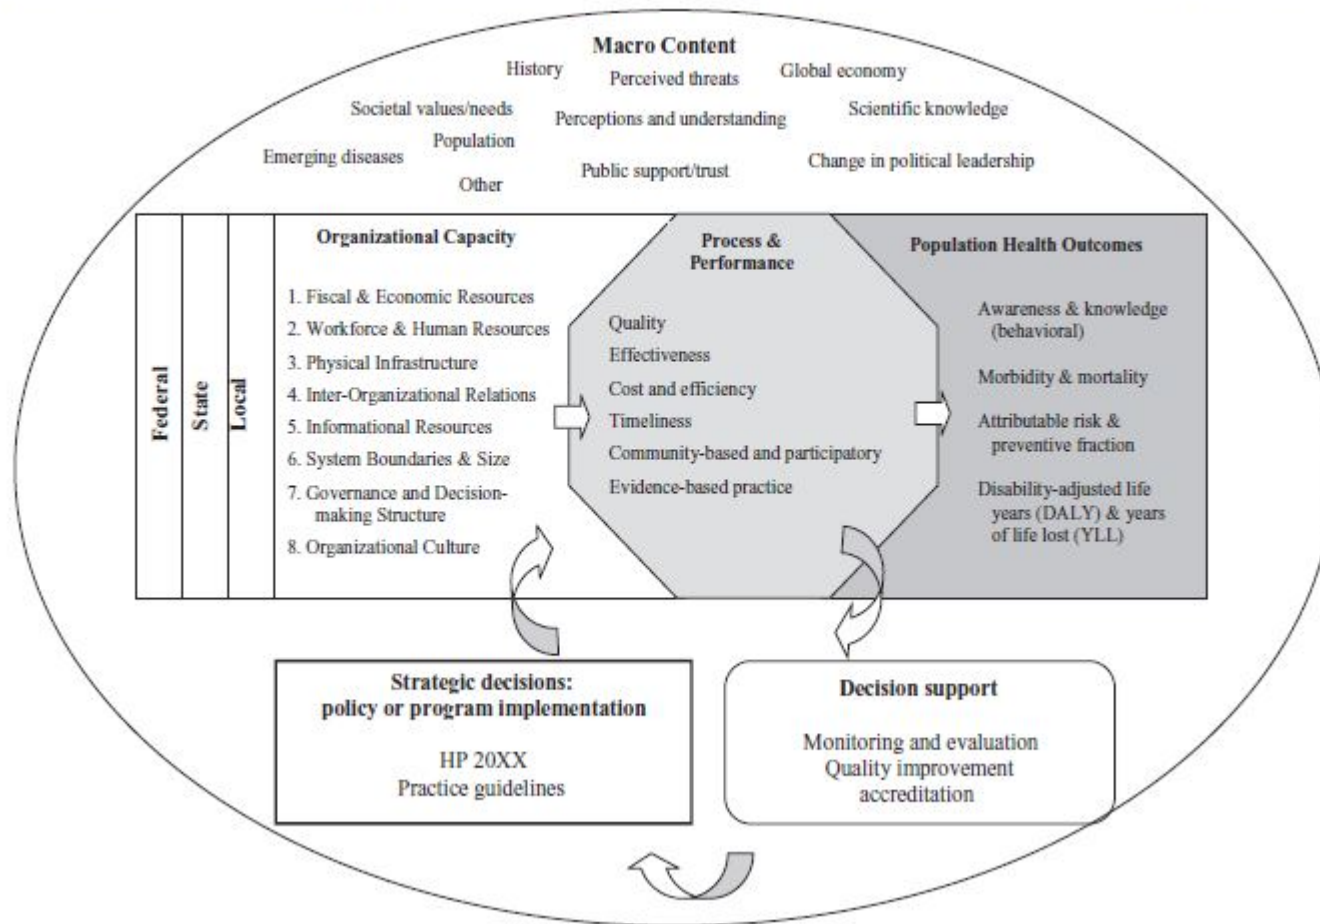 Macro Content
History
Perceived threats
Global economy
Societal values/needs
Perceptions and understanding
Scientific knowledge
Population
Emerging diseases
Public support/trust
Change in political leadership
Other
Federal
State
Local
Organizational Capacity
1. Fiscal & Economic Resources
2. Workforce & Human Resources
3. Physical Infrastructure
4. Inter-Organizational Relations
5. Informational Resources
6. System Boundaries & Size
7. Governance and Decision-
making Structure
8. Organizational Culture
Process &
Performance
Quality
Effectiveness
Cost and efficiency
Timeliness
Community-based and participatory
Evidence-based practice
Population Health Outcomes
Awareness & knowledge
(behavioral)
Morbidity & mortality
Attributable risk &
preventive fraction
Disability-adjusted life
years (DALY) & years
of life lost (YLL)
Strategic decisions:
policy or program implementation
HP 20XX
Practice guidelines
Decision support
Monitoring and evaluation
Quality improvement
accreditation